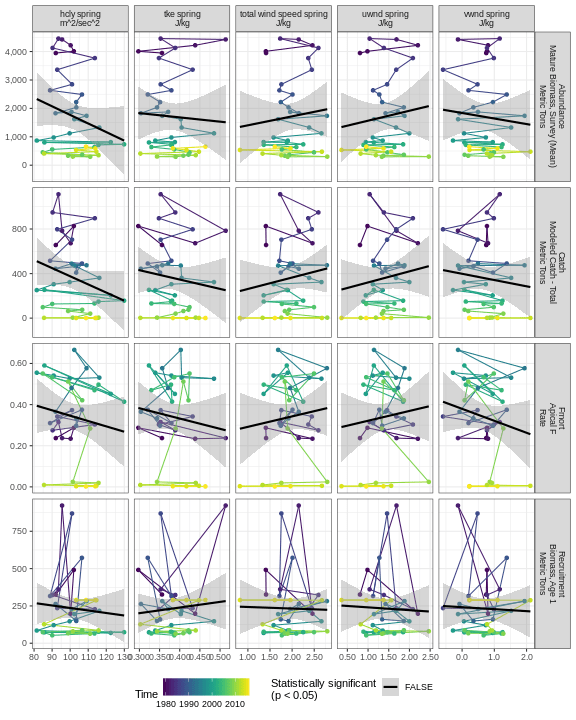 hcly spring
m^2/sec^2
tke spring
J/kg
total wind speed spring
J/kg
uwnd spring
J/kg
vwnd spring
J/kg
4,000
3,000
2,000
1,000
0
Abundance
Mature Biomass, Survey (Mean)
Metric Tons
800
400
0
Catch
Modeled Catch - Total
Metric Tons
0.60
0.40
0.20
0.00
Fmort
Apical F
Rate
750
500
250
0
Recruitment
Biomass, Age 1
Metric Tons
80 90 100 110 120 130
0.300 0.350 0.400 0.450 0.500
1.00 1.50 2.00 2.50
0.50 1.00 1.50 2.00 2.50
0.0 1.0 2.0
Time
1980 1990 2000 2010
Statistically significant
(p < 0.05)
FALSE